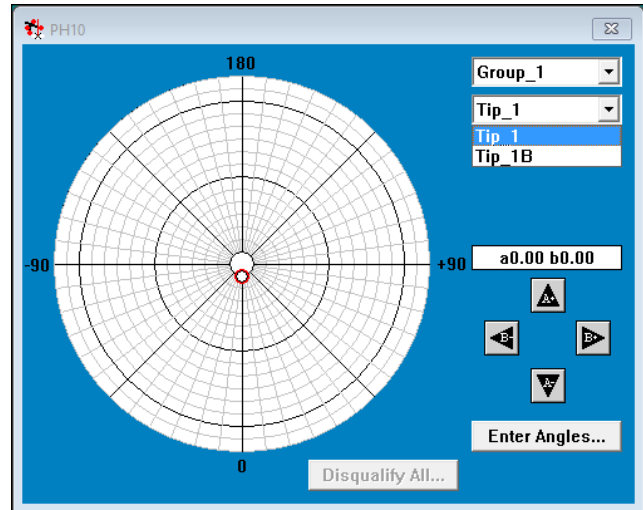 PH10
180
Group_1
Tip_1
Tip_1
Tip_1B
-90
+90
a0.00 b0.00
A+
B-
B+
A-
Enter Angles...
0
Disqualify All...